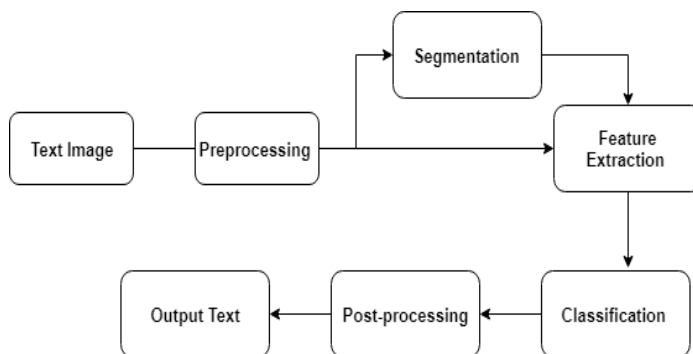 Segmentation
Text Image
Preprocessing
Feature
Extraction
Output Text
Post-processing
Classification